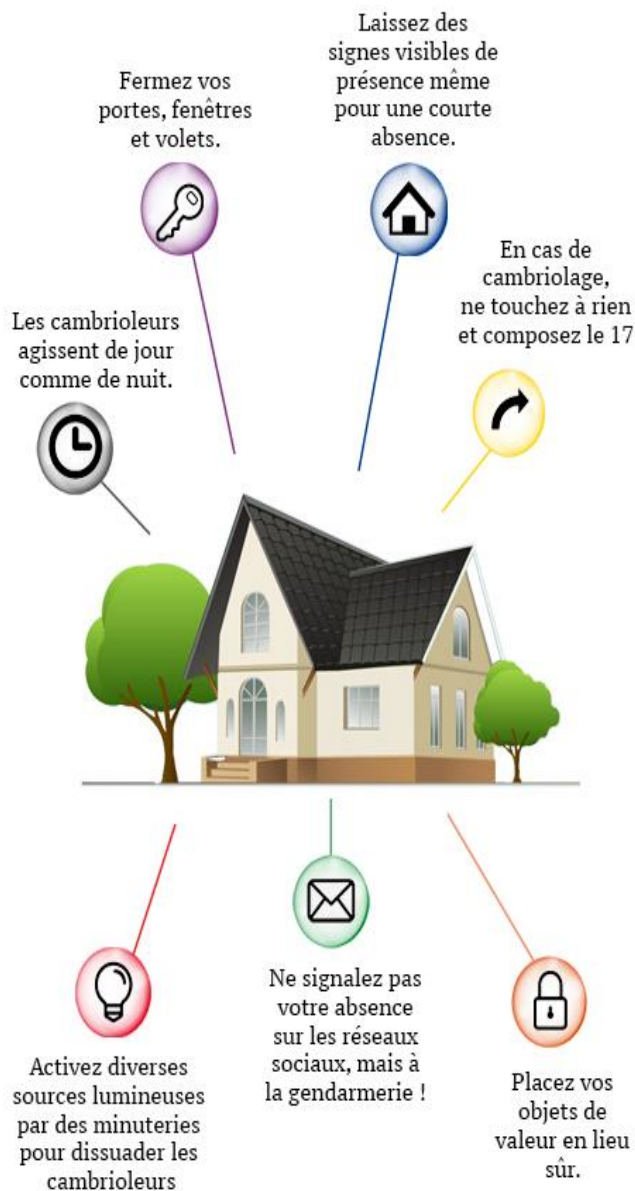 Laissez des
signes visibles de
présence même
pour une courte
absence.
Fermez vos
portes, fenêtres
et volets.
En cas de
cambriolage,
ne touchez à rien
et composez le 17
Les cambrioleurs
agissent de jour
comme de nuit.
Ne signalez pas
votre absence
sur les réseaux
sociaux, mais à
la gendarmerie !
Activez diverses
sources lumineuses
par des minuteries
pour dissuader les
cambrioleurs
Placez vos
objets de
valeur en lieu
sûr.